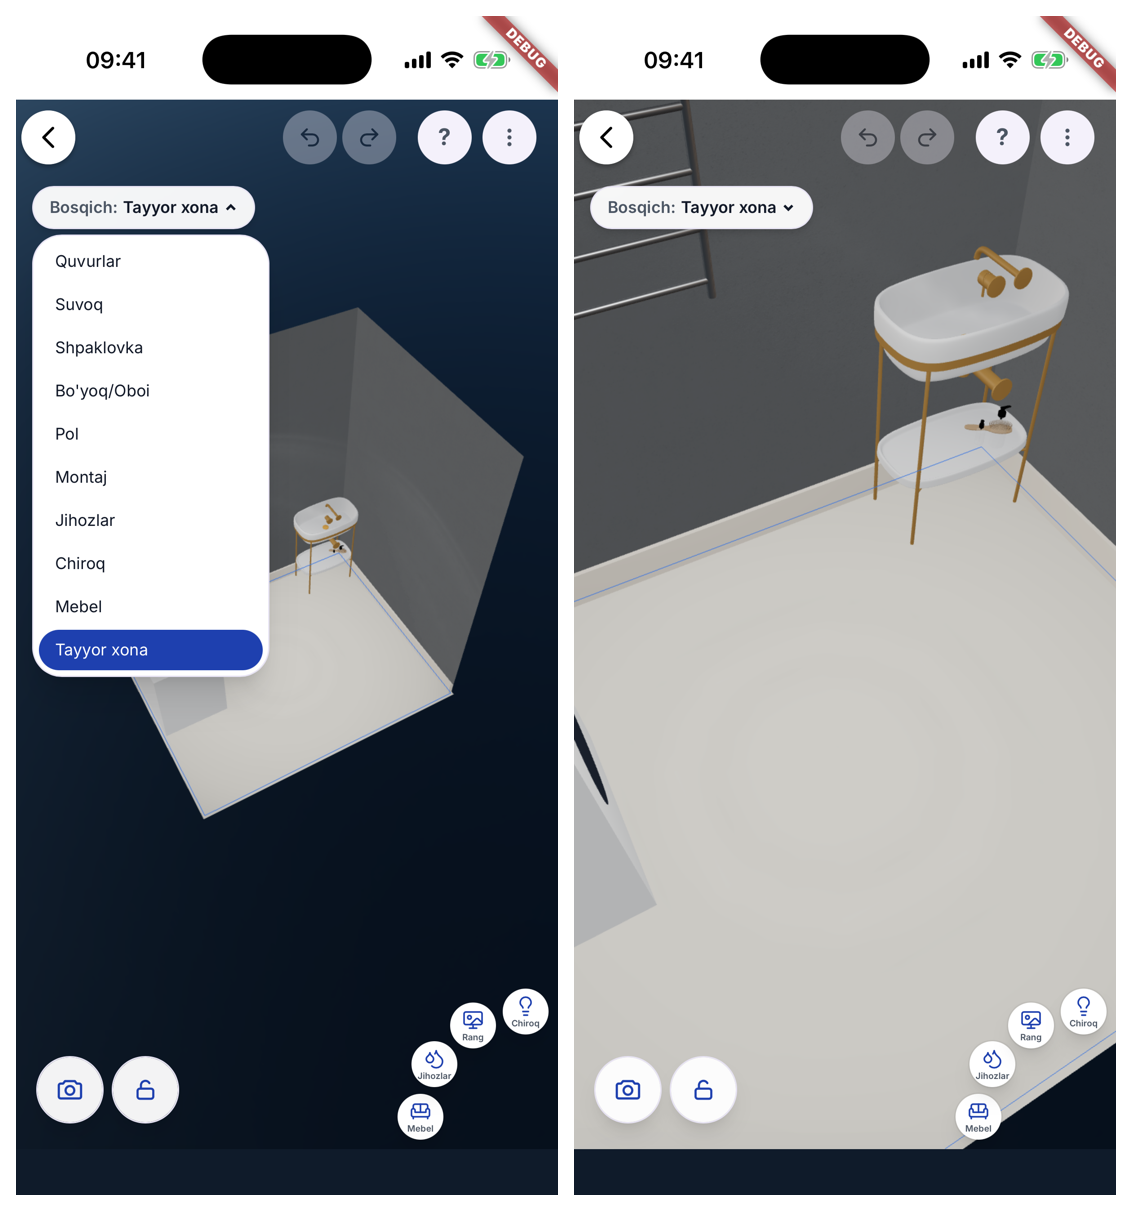 09:41
DEBUG
?
Bosqich: Tayyor xona
Quvurlar
Suvoq
Shpaklovka
Bo'yoq/Oboi
Pol
Montaj
Jihozlar
Chiroq
Mebel
Tayyor xona
Chiroq
Rang
Jihozlar
Mebel
09:41
DEBUG
?
Bosqich: Tayyor xona
Chiroq
Rang
Jihozlar
Mebel